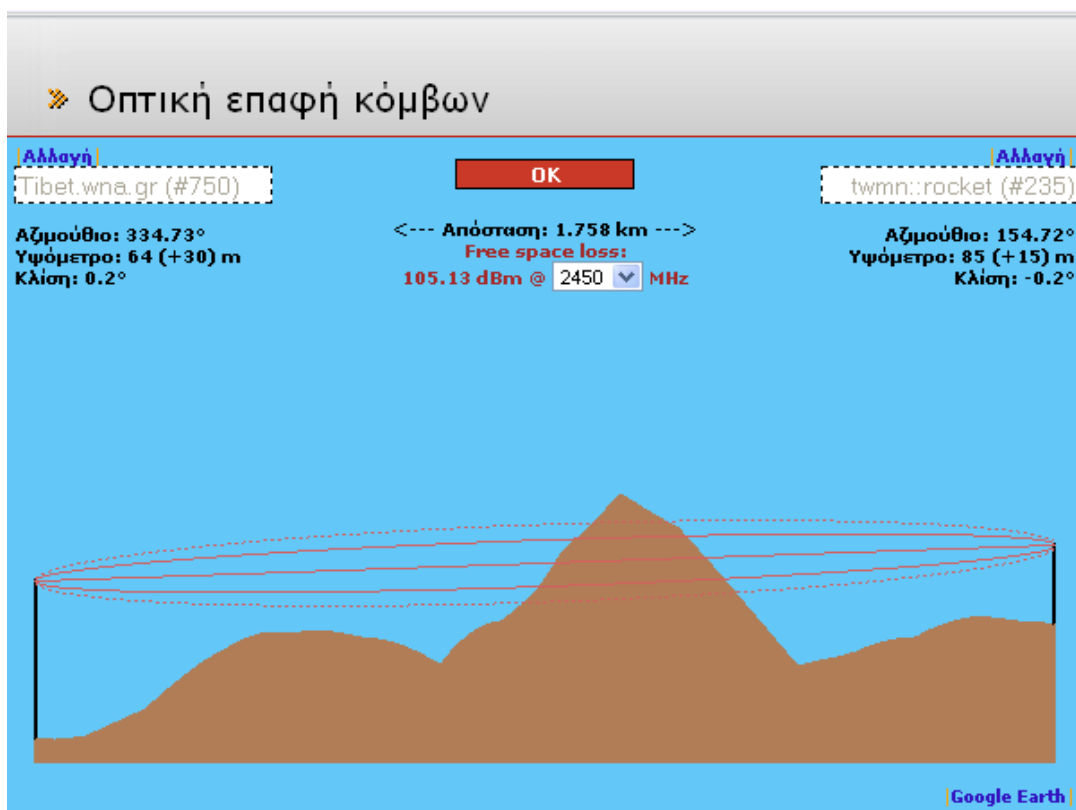 Οπτική επαφή κόμβων
|Αλλαγή|
Tibet.wna.gr (#750)
Αζιμούθιο: 334.73°
Υψόμετρο: 64 (+30) m
Κλίση: 0.2°
OK
<--- Απόσταση: 1.758 km --->
Free space loss:
105.13 dBm @ 2450 MHz
|Αλλαγή|
twmn::rocket (#235)
Αζιμούθιο: 154.72°
Υψόμετρο: 85 (+15) m
Κλίση: -0.2°
|Google Earth|